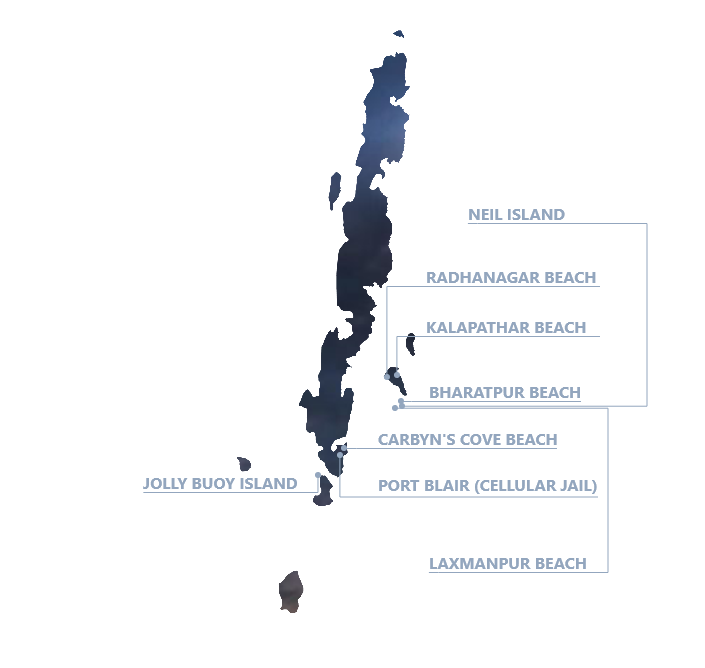 NEIL ISLAND
RADHANAGAR BEACH
KALAPATHAR BEACH
BHARATPUR BEACH
CARBYN'S COVE BEACH
JOLLY BUOY ISLAND
PORT BLAIR (CELLULAR JAIL)
LAXMANPUR BEACH